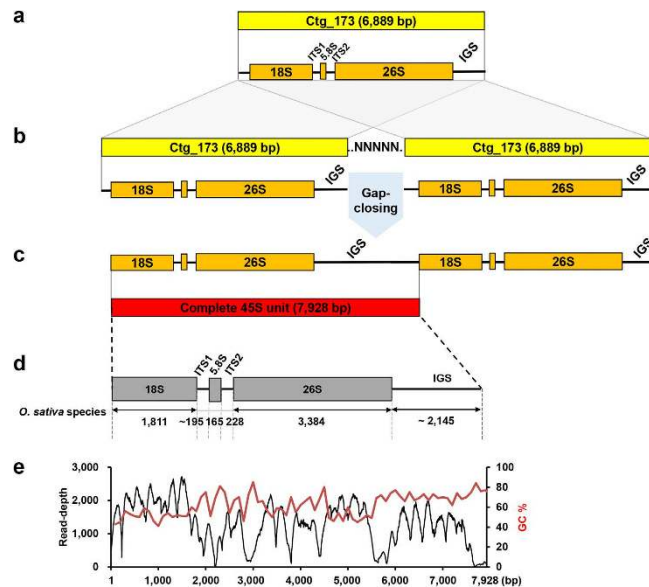 a
Ctg_173 (6,889 bp)
18S ITS1 5.8S ITS2 26S IGS
b
Ctg_173 (6,889 bp) ..NNNNN.. Ctg_173 (6,889 bp)
18S 26S IGS Gap-closing 18S 26S IGS
c
18S 26S IGS 18S 26S IGS
Complete 45S unit (7,928 bp)
d
18S ITS1 5.8S ITS2 26S IGS
O. sativa species
1,811 ~195 165 228 3,384 ~ 2,145
e
Read-depth
3,000
2,000
1,000
0
100
80
60
40
20
0
GC %
1 1,000 2,000 3,000 4,000 5,000 6,000 7,000 7,928 (bp)